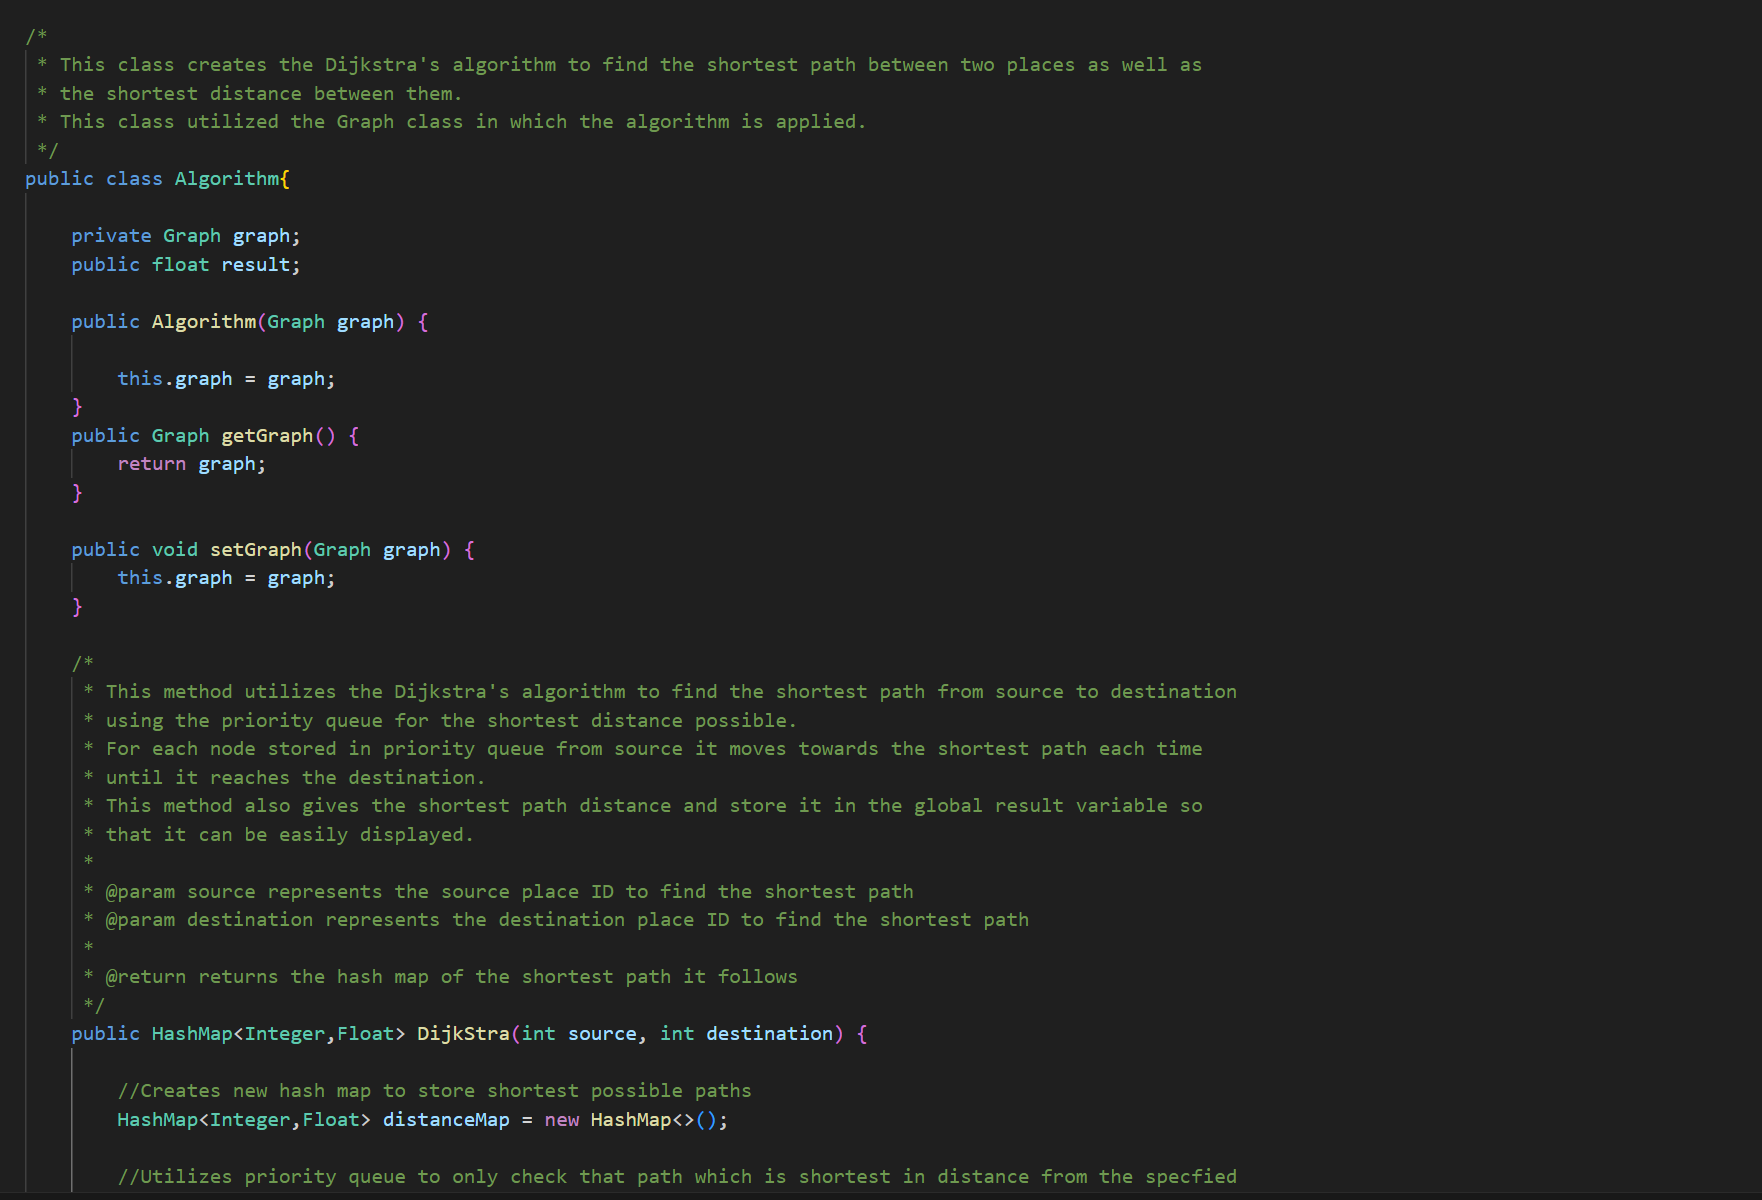 /*
 * This class creates the Dijkstra's algorithm to find the shortest path between two places as well as
 * the shortest distance between them.
 * This class utilized the Graph class in which the algorithm is applied.
 */
public class Algorithm{

    private Graph graph;
    public float result;

    public Algorithm(Graph graph) {

        this.graph = graph;
    }
    public Graph getGraph() {
        return graph;
    }

    public void setGraph(Graph graph) {
        this.graph = graph;
    }

    /*
     * This method utilizes the Dijkstra's algorithm to find the shortest path from source to destination
     * using the priority queue for the shortest distance possible.
     * For each node stored in priority queue from source it moves towards the shortest path each time
     * until it reaches the destination.
     * This method also gives the shortest path distance and store it in the global result variable so
     * that it can be easily displayed.
     *
     * @param source represents the source place ID to find the shortest path
     * @param destination represents the destination place ID to find the shortest path
     *
     * @return returns the hash map of the shortest path it follows
     */
    public HashMap<Integer,Float> DijkStra(int source, int destination) {

        //Creates new hash map to store shortest possible paths
        HashMap<Integer,Float> distanceMap = new HashMap<>();

        //Utilizes priority queue to only check that path which is shortest in distance from the specfied